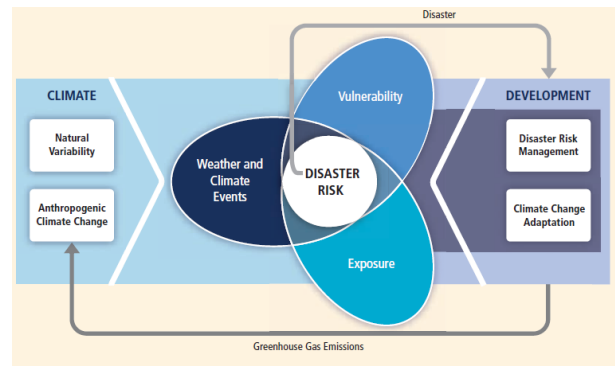 Disaster
CLIMATE
Vulnerability
DEVELOPMENT
Natural
Variability
Disaster Risk
Management
Weather and
Climate
Events
DISASTER
RISK
Anthropogenic
Climate Change
Climate Change
Adaptation
Exposure
Greenhouse Gas Emissions